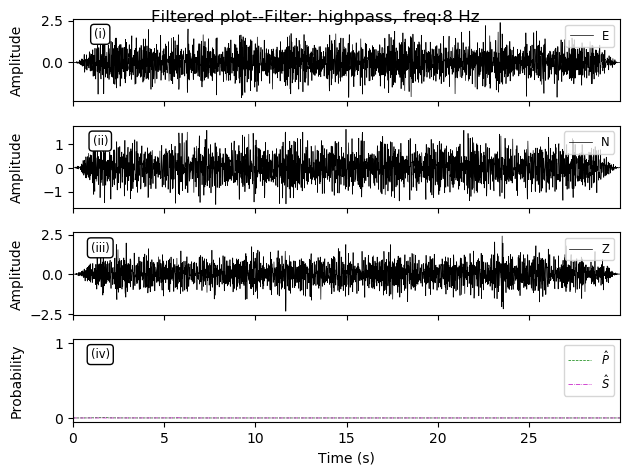 Filtered plot--Filter: highpass, freq:8 Hz
2.5
0.0
Amplitude
(i)
E
1
0
−1
Amplitude
(ii)
N
2.5
0.0
−2.5
Amplitude
(iii)
Z
1
0
Probability
(iv)
P̂
Ŝ
0 5 10 15 20 25
Time (s)